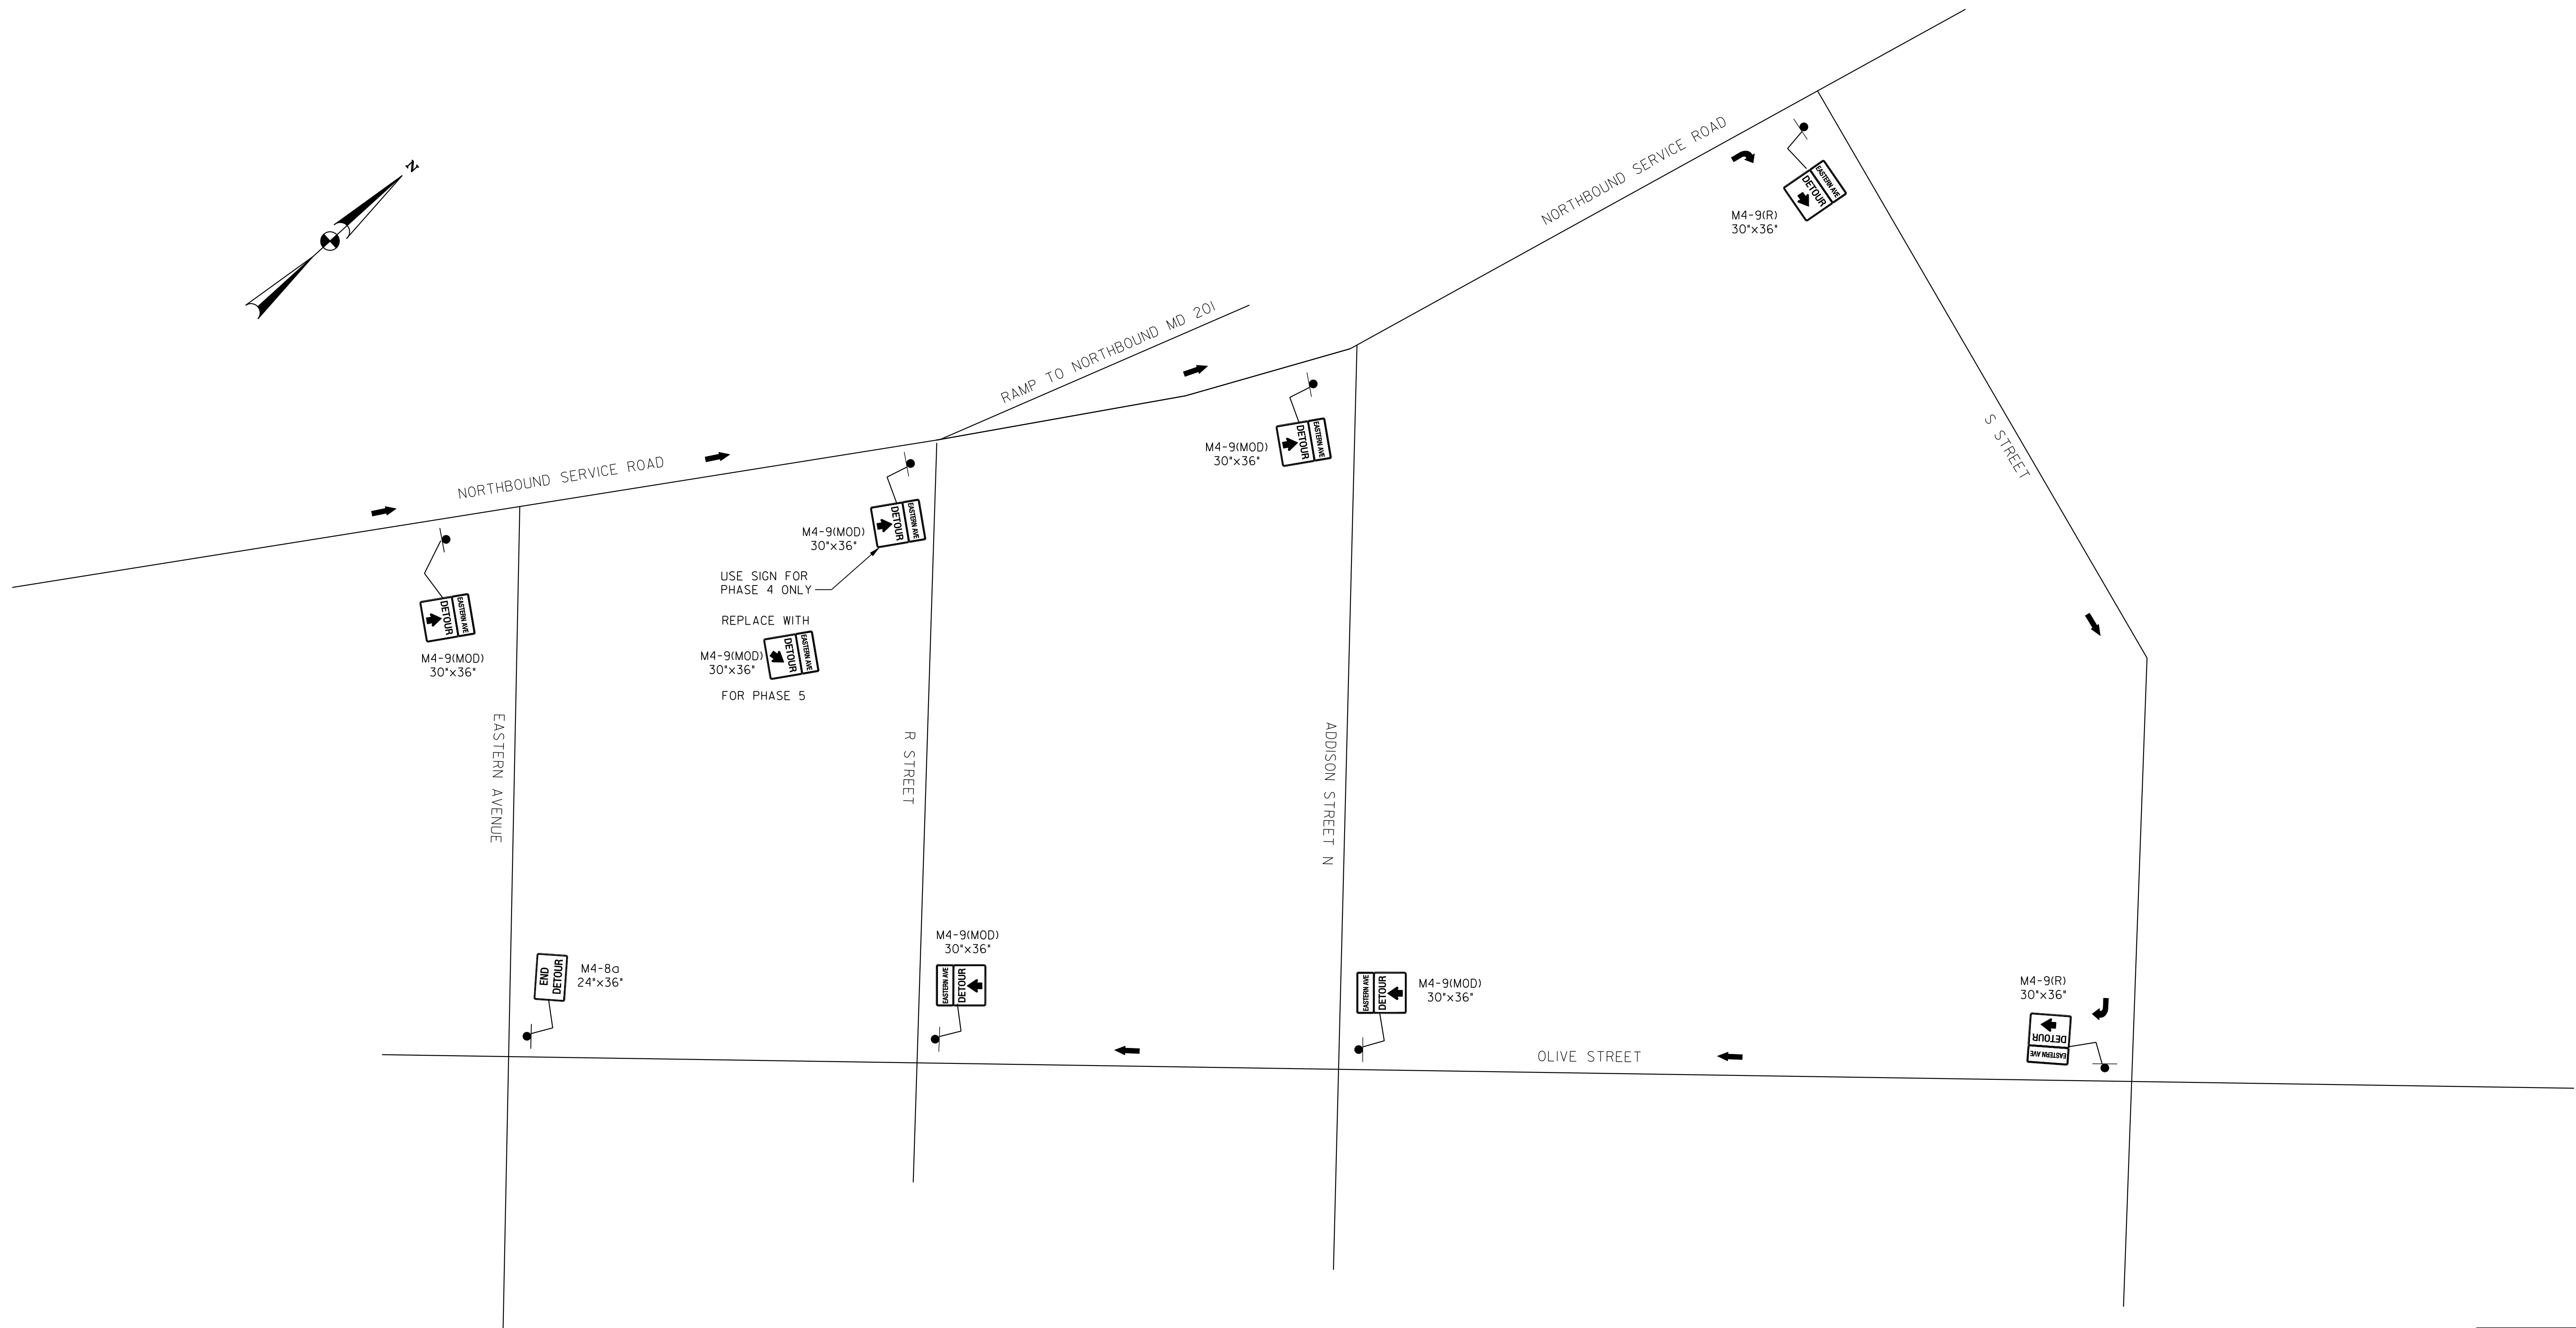 N
NORTHBOUND SERVICE ROAD
EASTERN AVE
DETOUR
M4-9(R)
30"x36"
RAMP TO NORTHBOUND MD 201
S STREET
EASTERN AVE
DETOUR
M4-9(MOD)
30"x36"
NORTHBOUND SERVICE ROAD
EASTERN AVE
DETOUR
M4-9(MOD)
30"x36"
USE SIGN FOR
PHASE 4 ONLY
REPLACE WITH
EASTERN AVE
DETOUR
M4-9(MOD)
30"x36"
FOR PHASE 5
EASTERN AVE
DETOUR
M4-9(MOD)
30"x36"
EASTERN AVENUE
R STREET
ADDISON STREET N
END
DETOUR
M4-8a
24"x36"
M4-9(MOD)
30"x36"
EASTERN AVE
DETOUR
EASTERN AVE
DETOUR
M4-9(MOD)
30"x36"
M4-9(R)
30"x36"
EASTERN AVE
DETOUR
OLIVE STREET